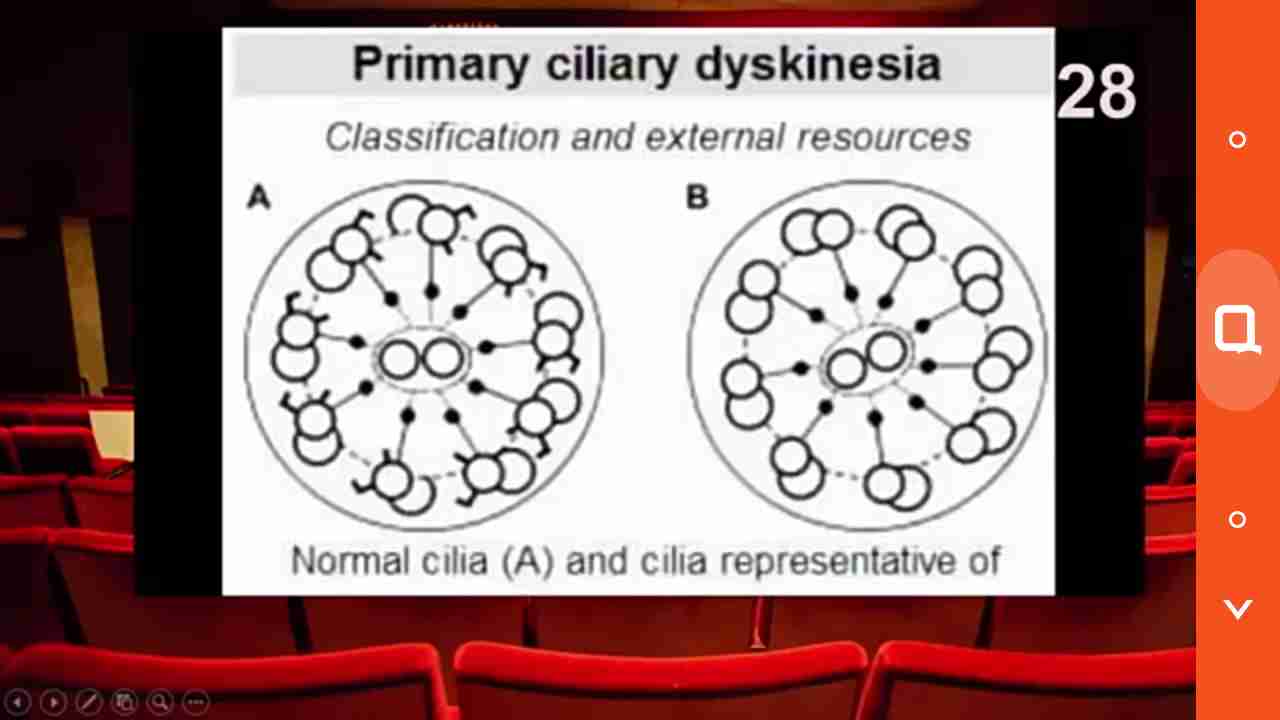 Primary ciliary dyskinesia
28
Classification and external resources
A
B
Normal cilia (A) and cilia representative of